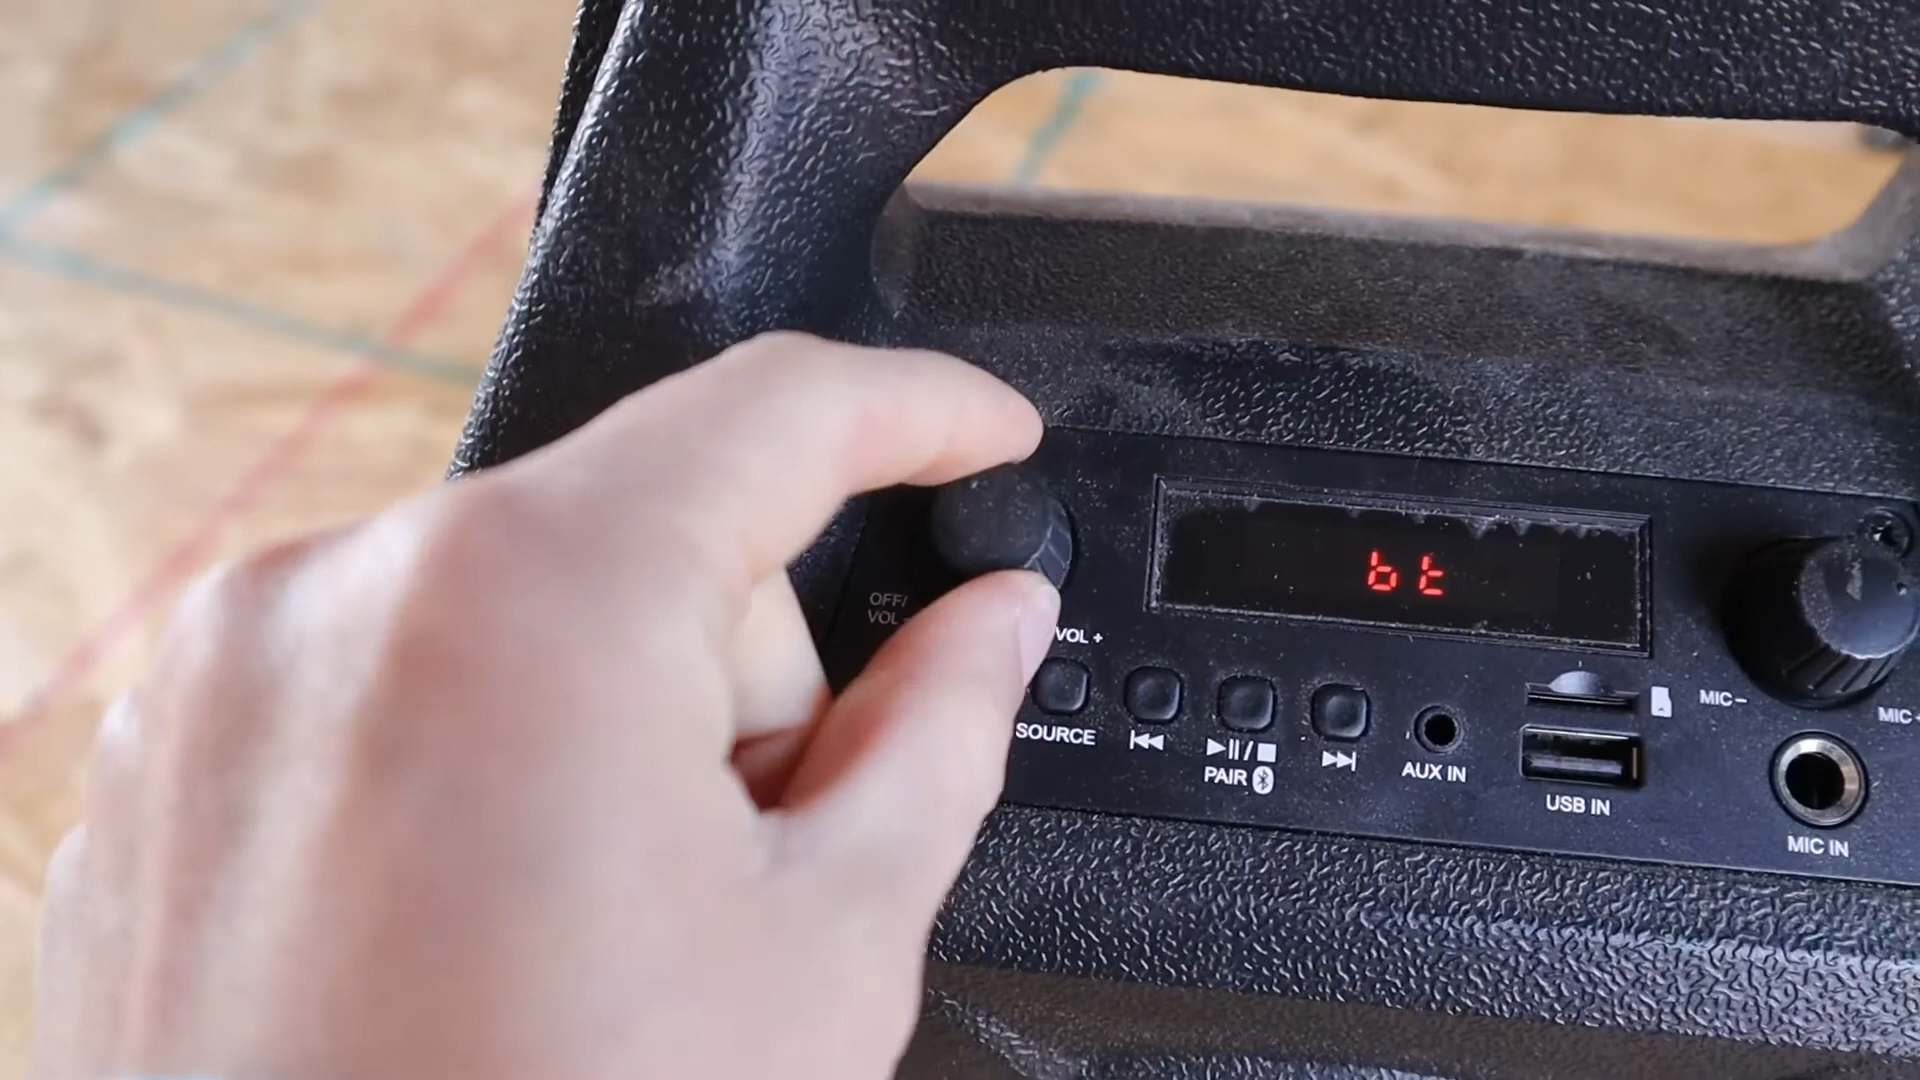 bt
OFF/
VOL -
VOL +
MIC-
MIC
SOURCE
PAIR
AUX IN
USB IN
MIC IN